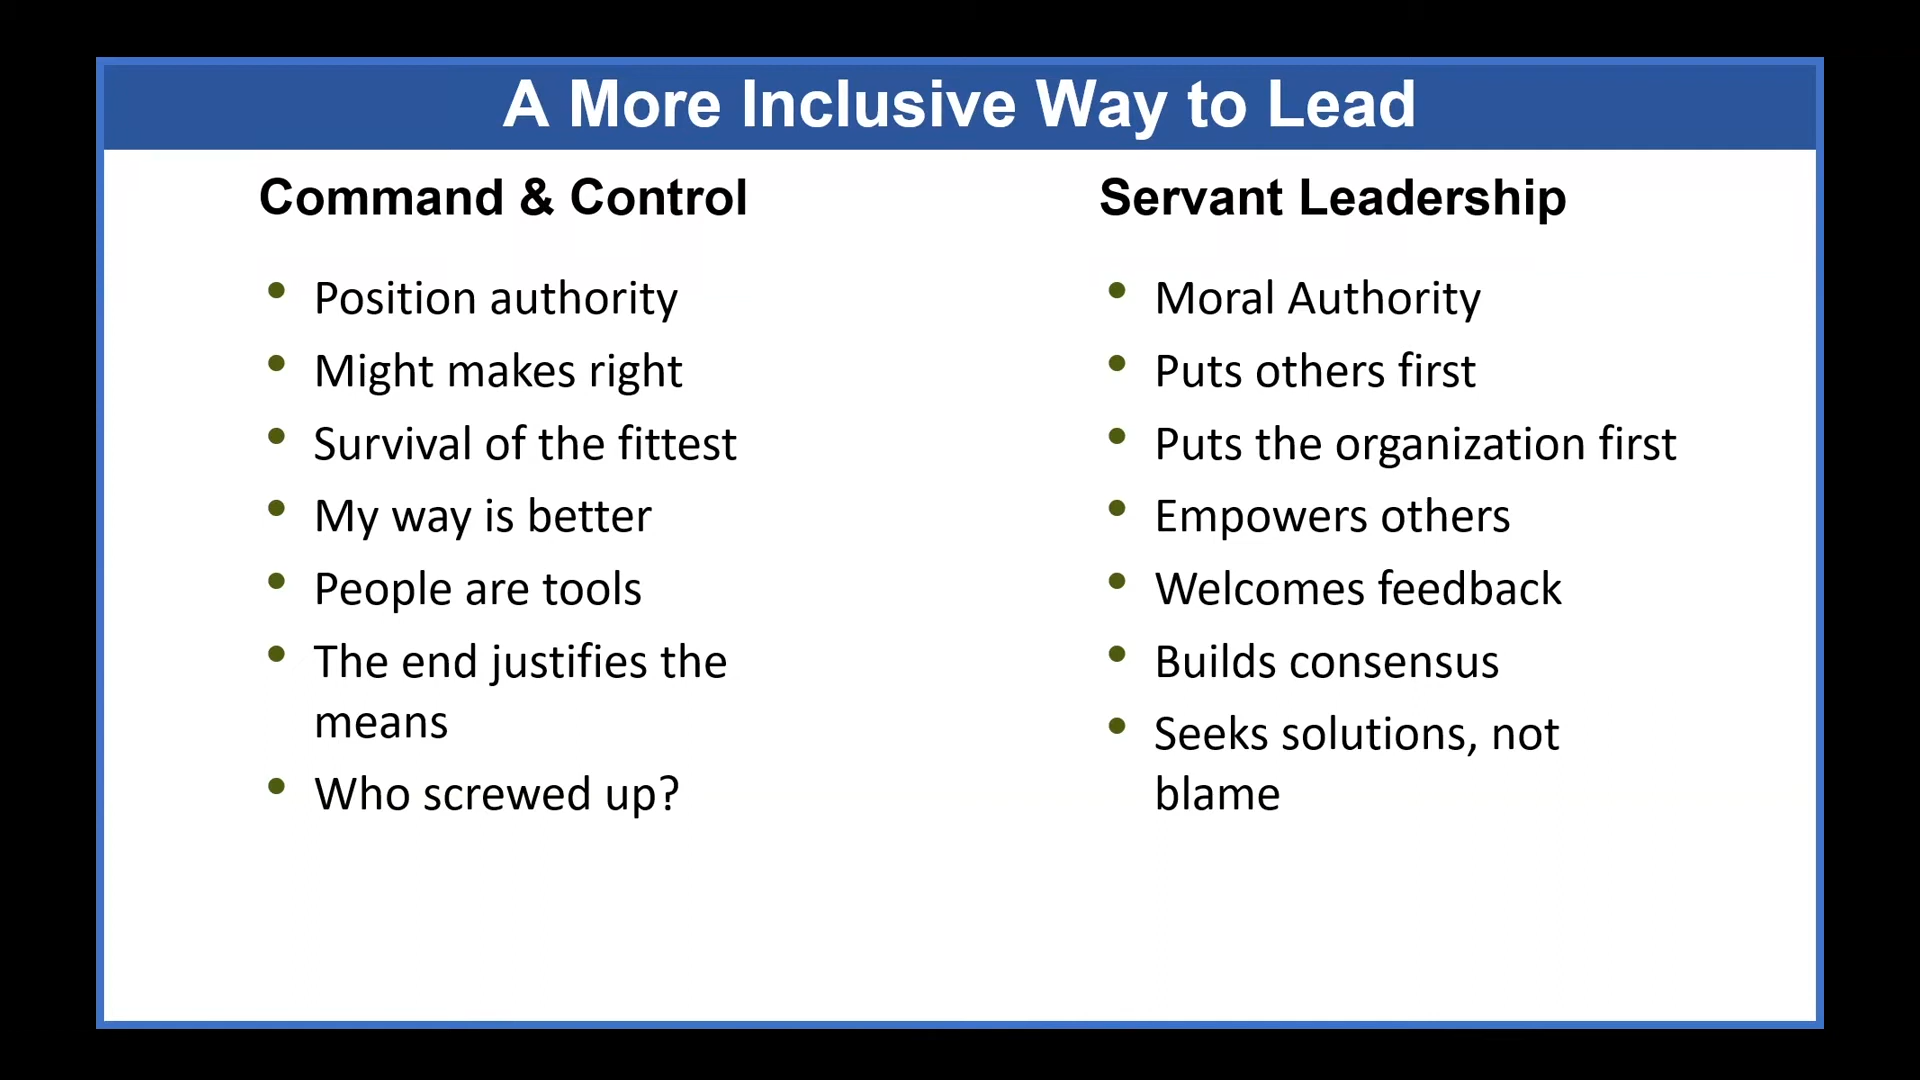 A More Inclusive Way to Lead
Command & Control
• Position authority
• Might makes right
• Survival of the fittest
• My way is better
• People are tools
• The end justifies the
means
• Who screwed up?
Servant Leadership
• Moral Authority
• Puts others first
• Puts the organization first
• Empowers others
• Welcomes feedback
• Builds consensus
• Seeks solutions, not
blame